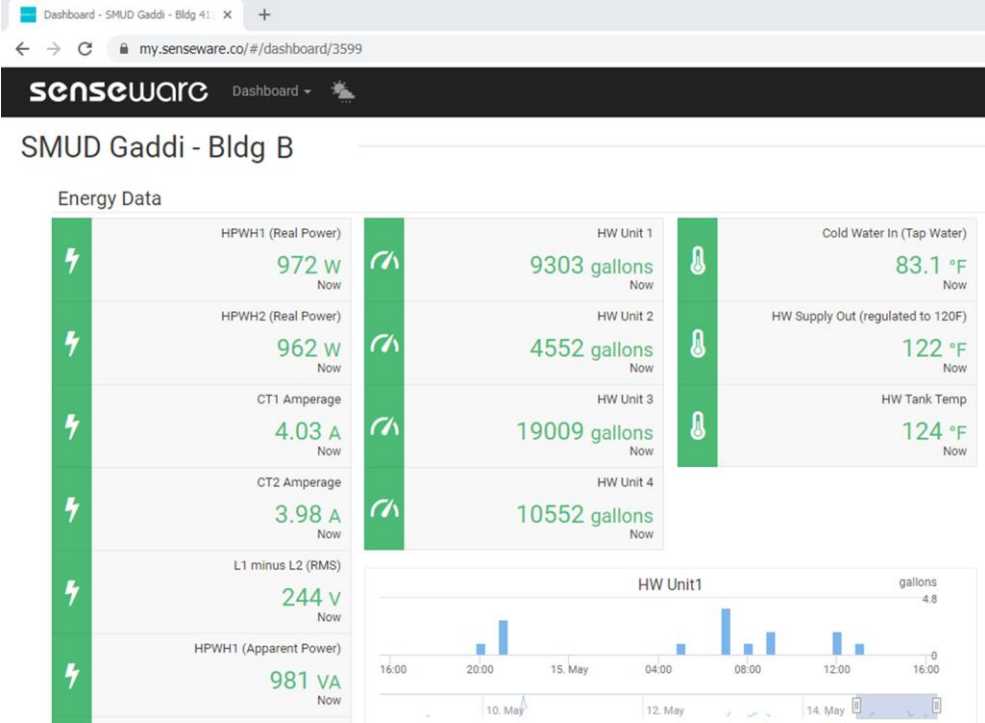 Dashboard - SMUD Gaddi - Bldg 41
my.senseware.co/#/dashboard/3599
senseware Dashboard
SMUD Gaddi - Bldg B
Energy Data
HPWH1 (Real Power)
972 W
Now
HPWH2 (Real Power)
962 W
Now
CT1 Amperage
4.03 A
Now
CT2 Amperage
3.98 A
Now
L1 minus L2 (RMS)
244 V
Now
HPWH1 (Apparent Power)
981 VA
Now
HW Unit 1
9303 gallons
Now
HW Unit 2
4552 gallons
Now
HW Unit 3
19009 gallons
Now
HW Unit 4
10552 gallons
Now
Cold Water In (Tap Water)
83.1 °F
Now
HW Supply Out (regulated to 120F)
122 °F
Now
HW Tank Temp
124 °F
Now
HW Unit1
gallons
4.8
0
16:00 20:00 15. May 04:00 08:00 12:00 16:00
10. May 12. May 14. May